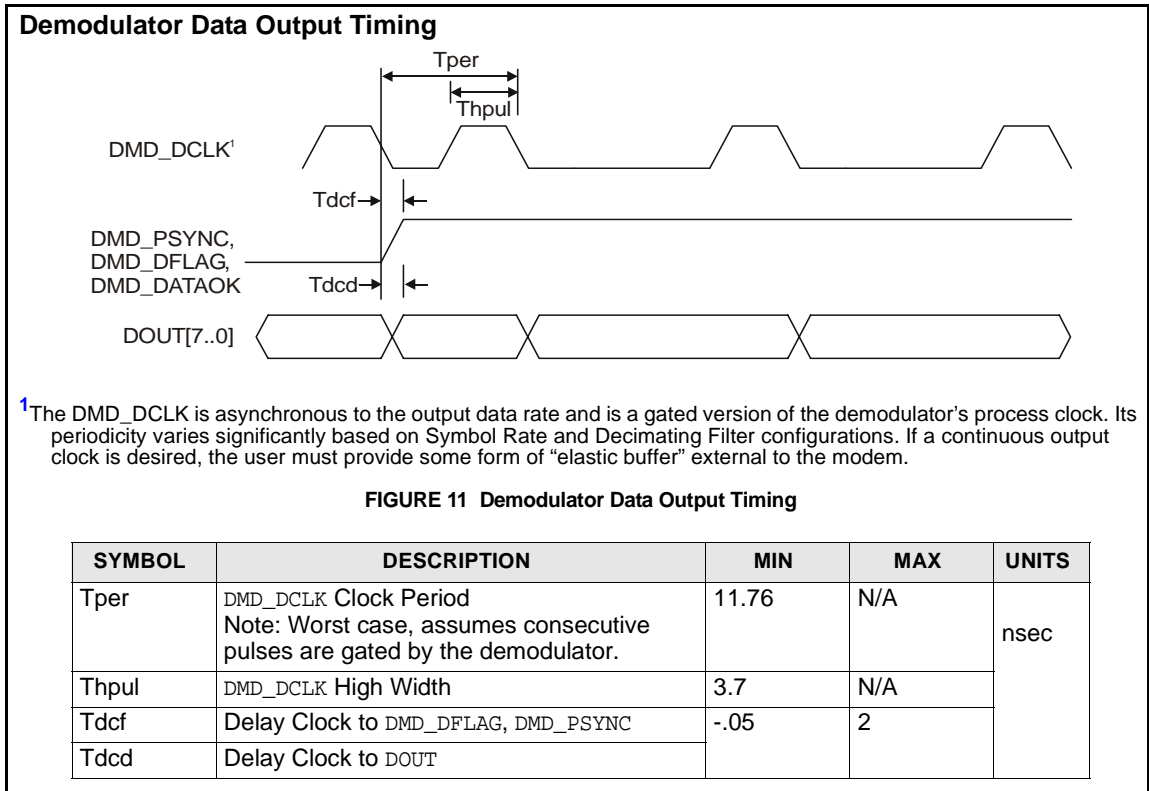 Demodulator Data Output Timing
Tper
Thpul
DMD_DCLK¹
Tdcf
DMD_PSYNC,
DMD_DFLAG,
DMD_DATAOK
Tdcd
DOUT[7..0]
¹The DMD_DCLK is asynchronous to the output data rate and is a gated version of the demodulator's process clock. Its
periodicity varies significantly based on Symbol Rate and Decimating Filter configurations. If a continuous output
clock is desired, the user must provide some form of “elastic buffer” external to the modem.
FIGURE 11 Demodulator Data Output Timing
SYMBOL DESCRIPTION MIN MAX UNITS
Tper DMD_DCLK Clock Period 11.76 N/A
Note: Worst case, assumes consecutive nsec
pulses are gated by the demodulator.
Thpul DMD_DCLK High Width 3.7 N/A
Tdcf Delay Clock to DMD_DFLAG, DMD_PSYNC -.05 2
Tdcd Delay Clock to DOUT